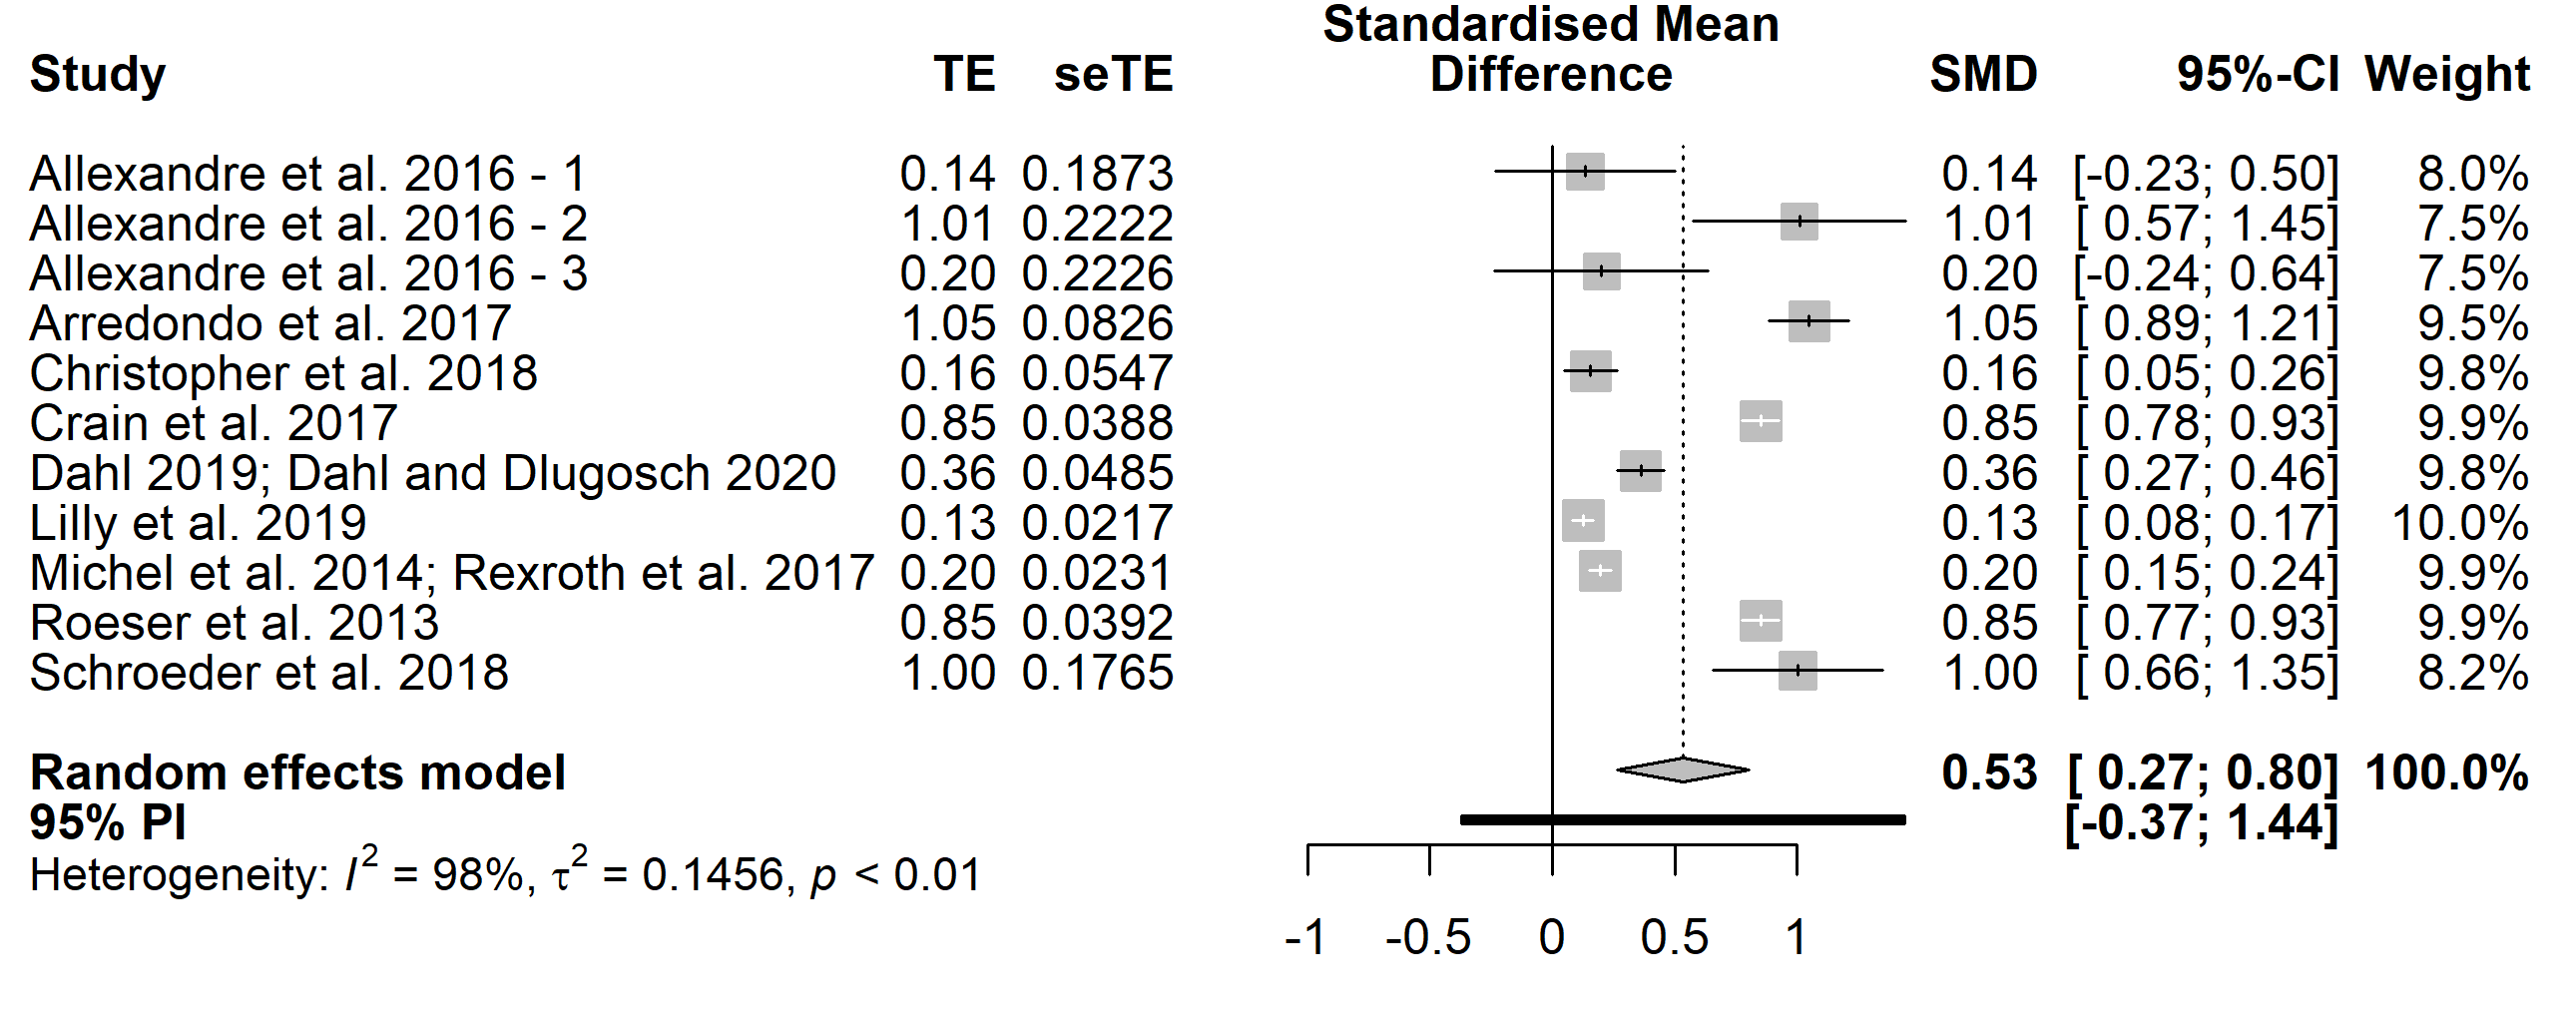 Standardised Mean
Study TE seTE Difference SMD 95%-CI Weight
Allexandre et al. 2016 - 1 0.14 0.1873 0.14 [-0.23; 0.50] 8.0%
Allexandre et al. 2016 - 2 1.01 0.2222 1.01 [ 0.57; 1.45] 7.5%
Allexandre et al. 2016 - 3 0.20 0.2226 0.20 [-0.24; 0.64] 7.5%
Arredondo et al. 2017 1.05 0.0826 1.05 [ 0.89; 1.21] 9.5%
Christopher et al. 2018 0.16 0.0547 0.16 [ 0.05; 0.26] 9.8%
Crain et al. 2017 0.85 0.0388 0.85 [ 0.78; 0.93] 9.9%
Dahl 2019; Dahl and Dlugosch 2020 0.36 0.0485 0.36 [ 0.27; 0.46] 9.8%
Lilly et al. 2019 0.13 0.0217 0.13 [ 0.08; 0.17] 10.0%
Michel et al. 2014; Rexroth et al. 2017 0.20 0.0231 0.20 [ 0.15; 0.24] 9.9%
Roeser et al. 2013 0.85 0.0392 0.85 [ 0.77; 0.93] 9.9%
Schroeder et al. 2018 1.00 0.1765 1.00 [ 0.66; 1.35] 8.2%
Random effects model 0.53 [ 0.27; 0.80] 100.0%
95% PI [-0.37; 1.44]
Heterogeneity: I² = 98%, τ² = 0.1456, p < 0.01
-1 -0.5 0 0.5 1